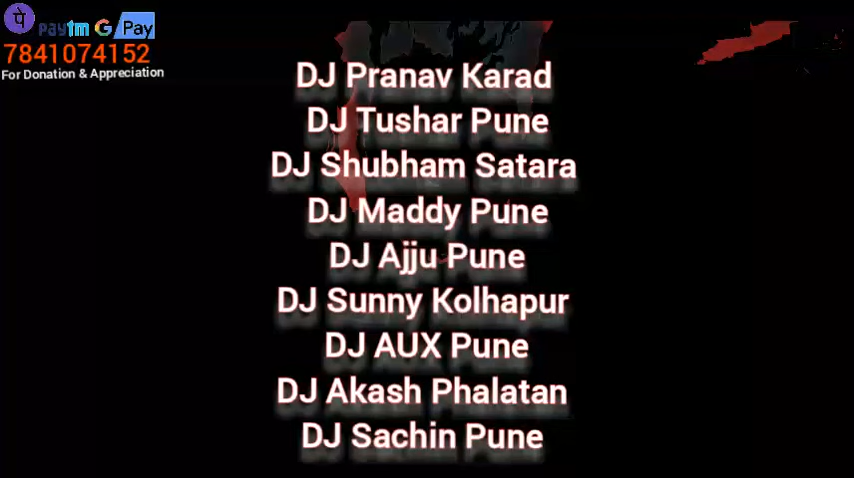 पे paytm G Pay
7841074152
For Donation & Appreciation
DJ Pranav Karad
DJ Tushar Pune
DJ Shubham Satara
DJ Maddy Pune
DJ Ajju Pune
DJ Sunny Kolhapur
DJ AUX Pune
DJ Akash Phalatan
DJ Sachin Pune